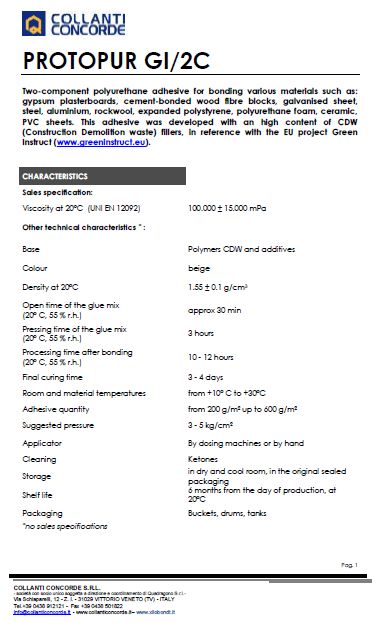 COLLANTI
CONCORDE
PROTOPUR GI/2C
Two-component polyurethane adhesive for bonding various materials such as:
gypsum plasterboards, cement-bonded wood fibre blocks, galvanised sheet,
steel, aluminium, rockwool, expanded polystyrene, polyurethane foam, ceramic,
PVC sheets. This adhesive was developed with an high content of CDW
(Construction Demolition waste) fillers, in reference with the EU project Green
Instruct (www.greeninstruct.eu).
CHARACTERISTICS
Sales specification:
Viscosity at 20°C (UNI EN 12092) 100.000 ± 15.000 mPa
Other technical characteristics *:
Base Polymers CDW and additives
Colour beige
Density at 20°C 1.55 ± 0.1 g/cm³
Open time of the glue mix
(20° C, 55 % r.h.) approx 30 min
Pressing time of the glue mix
(20° C, 55 % r.h.) 3 hours
Processing time after bonding
(20° C, 55 % r.h.) 10 - 12 hours
Final curing time 3 - 4 days
Room and material temperatures from +10° C to +30°C
Adhesive quantity from 200 g/m² up to 600 g/m²
Suggested pressure 3 - 5 kg/cm²
Applicator By dosing machines or by hand
Cleaning Ketones
Storage in dry and cool room, in the original sealed
packaging
Shelf life 6 months from the day of production, at
20°C
Packaging Buckets, drums, tanks
*no sales specifications
Pag. 1
COLLANTI CONCORDE S.R.L.
- società con socio unico soggetta a direzione e coordinamento di Quadragono S.r.l.-
Via Schiaparelli, 12 - Z. I. - 31029 VITTORIO VENETO (TV) - ITALY
Tel.+39 0438 912121 - Fax +39 0438 501822
info@collanticoncorde.it - www.collanticoncorde.it- www.xilobond.it